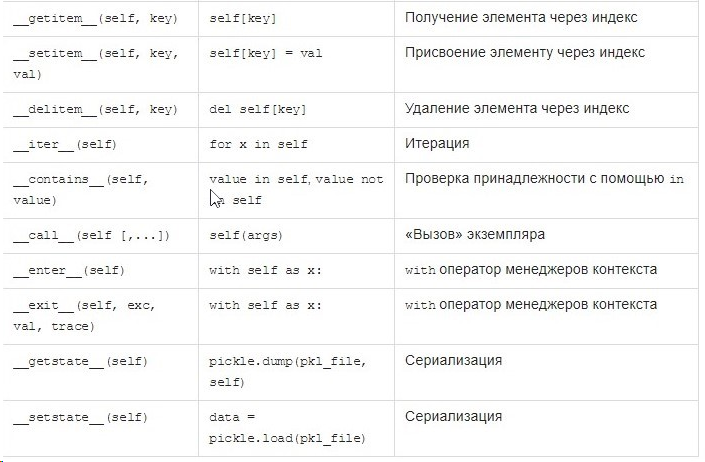 __getitem__(self, key) self[key] Получение элемента через индекс
__setitem__(self, key, self[key] = val Присвоение элементу через индекс
val)
__delitem__(self, key) del self[key] Удаление элемента через индекс
__iter__(self) for x in self Итерация
__contains__(self, value in self, value not Проверка принадлежности с помощью in
value) in self
__call__(self [,...]) self(args) «Вызов» экземпляра
__enter__(self) with self as x: with оператор менеджеров контекста
__exit__(self, exc, with self as x: with оператор менеджеров контекста
val, trace)
__getstate__(self) pickle.dump(pkl_file, Сериализация
self)
__setstate__(self) data = Сериализация
pickle.load(pkl_file)